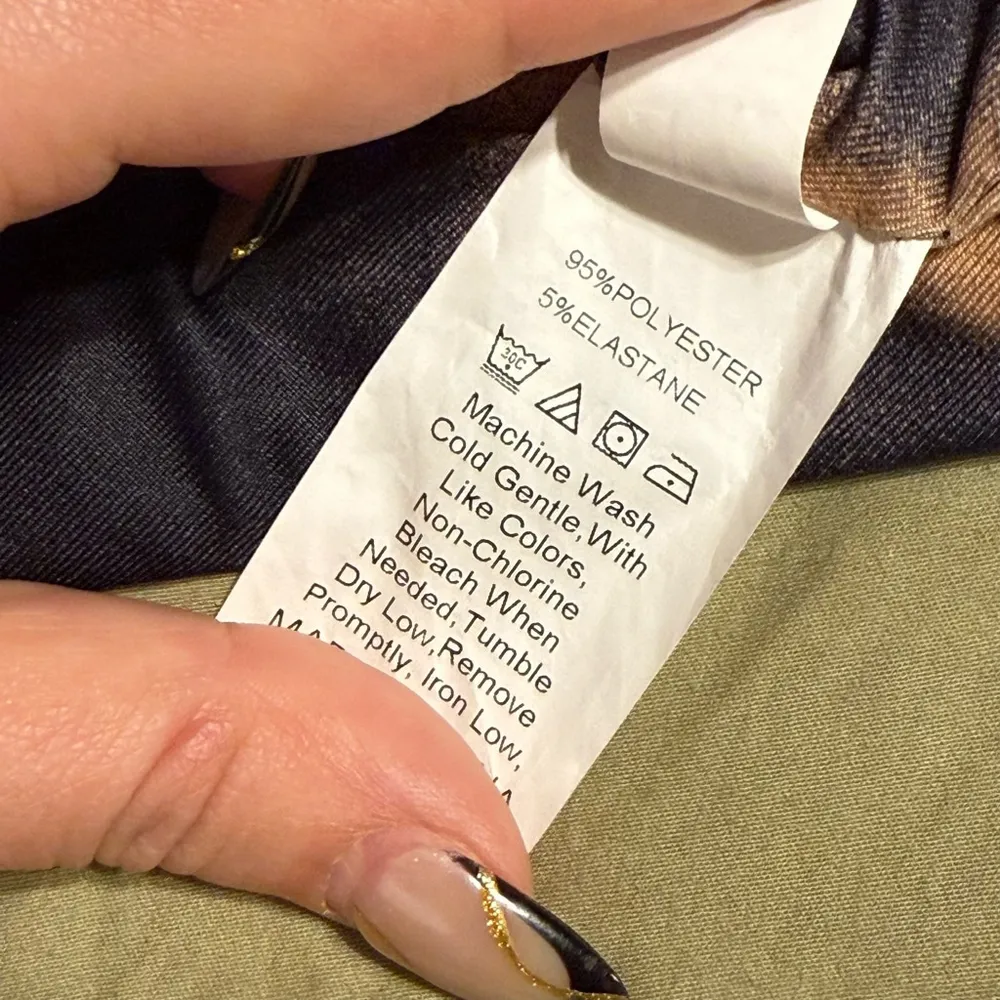 95%POLYESTER
5%ELASTANE
30C
Machine Wash
Cold Gentle, With
Like Colors,
Non-Chlorine
Bleach When
Needed, Tumble
Dry Low, Remove
Promptly, Iron Low,